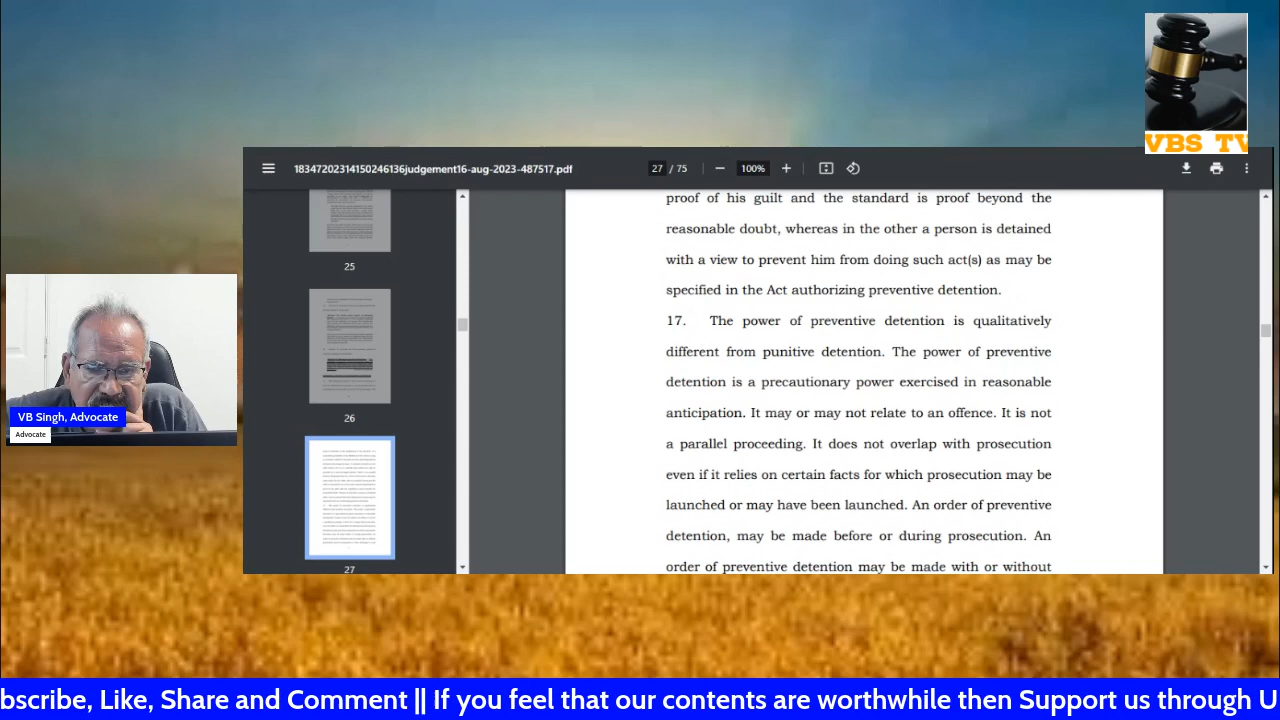 VBS TV
18347202314150246136judgement16-aug-2023-487517.pdf
27 / 75
100%
25
26
27
proof of his guilt and the standard is proof beyond the
reasonable doubt, whereas in the other a person is detained
with a view to prevent him from doing such act(s) as may be
specified in the Act authorizing preventive detention.
17. The power of preventive detention is qualitatively
different from punitive detention. The power of preventive
detention is a precautionary power exercised in reasonable
anticipation. It may or may not relate to an offence. It is not
a parallel proceeding. It does not overlap with prosecution
even if it relies on certain facts for which prosecution may be
launched or may have been launched. An order of preventive
detention, may be made before or during prosecution. An
order of preventive detention may be made with or without
VB Singh, Advocate
Advocate
bscribe, Like, Share and Comment || If you feel that our contents are worthwhile then Support us through U